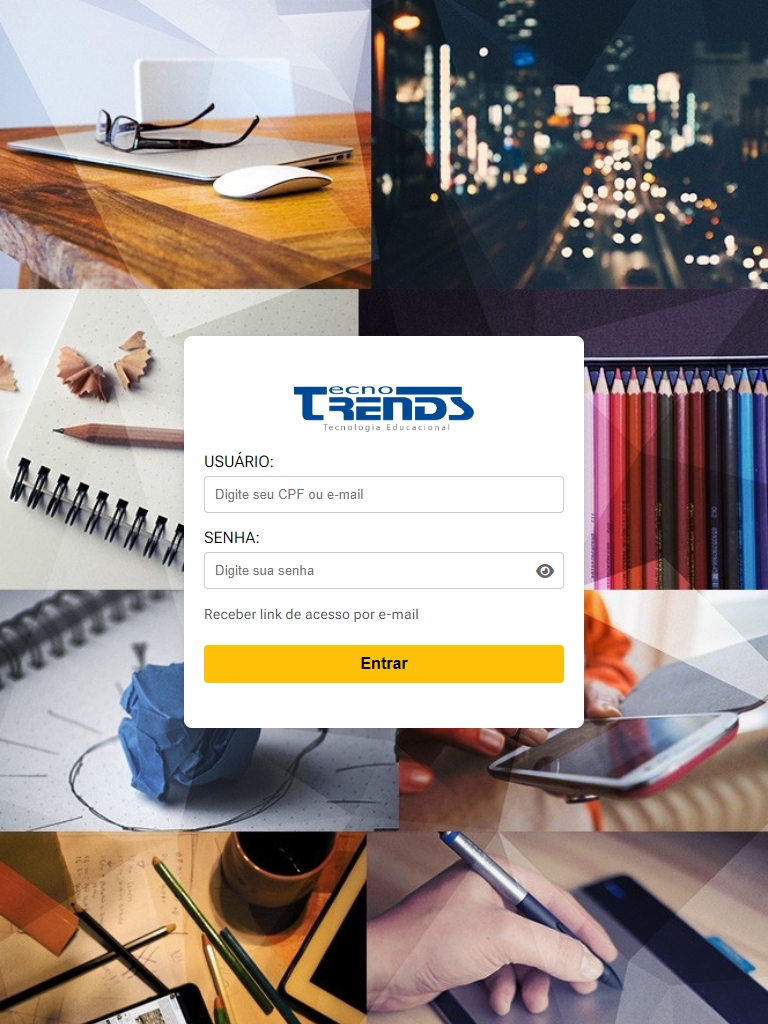 Tecno
TRENDS
Tecnologia Educacional
USUÁRIO:
Digite seu CPF ou e-mail
SENHA:
Digite sua senha
Receber link de acesso por e-mail
Entrar